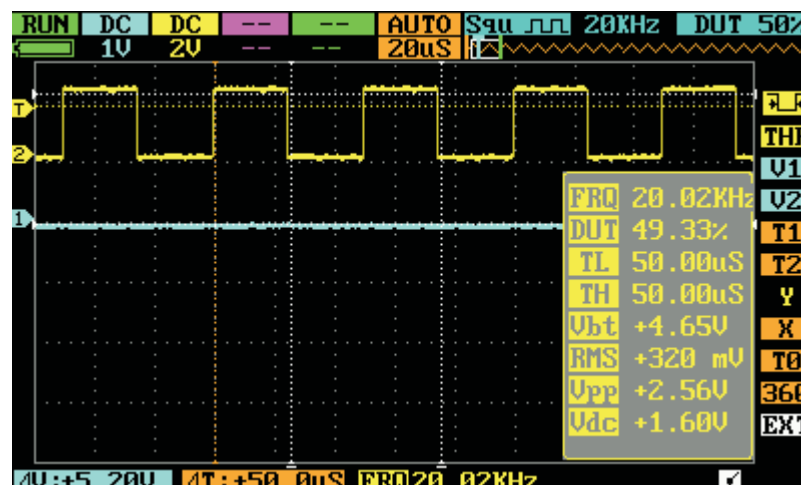 RUN DC DC -- -- AUTO Squ 20KHz DUT 50%
1V 2V -- -- 20uS
T
2
1
THR
V1
V2
T1
T2
Y
X
T0
360
EXT
FRQ 20.02KHz
DUT 49.33%
TL 50.00uS
TH 50.00uS
Vbt +4.65V
RMS +320 mV
Vpp +2.56V
Vdc +1.60V
ΔV:+5.20V ΔT:+50.0uS FRQ20.02KHz